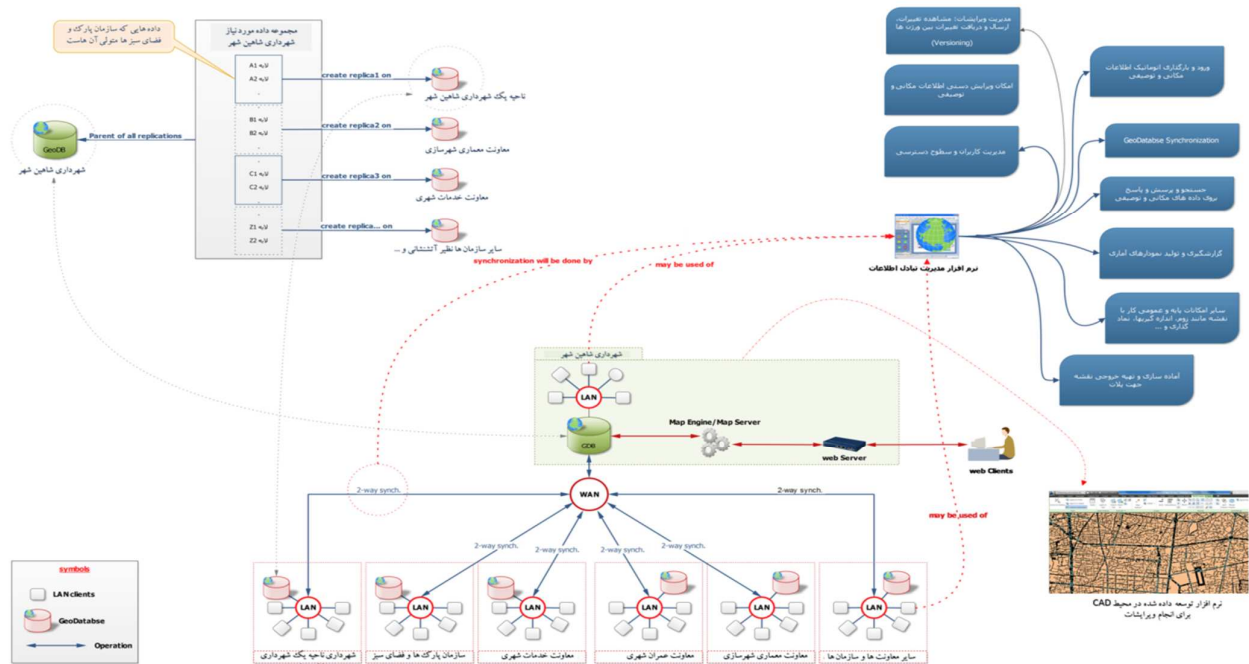 داده هایی که سازمان پارک و
فضای سبز ها متولی آن هاست
مجموعه داده مورد نیاز
شهرداری شاهین شهر
لایه A1
لایه A2
.
لایه B1
لایه B2
.
.
لایه C1
لایه C2
.
.
لایه Z1
لایه Z2
create replica1 on
create replica2 on
create replica3 on
create replica... on
ناحیه یک شهرداری شاهین شهر
معاونت معماری شهرسازی
معاونت خدمات شهری
سایر سازمان ها نظیر آتشنشانی و ...
Parent of all replications
GeoDB
شهرداری شاهین شهر
مدیریت ویرایشات: مشاهده تغییرات،
ارسال و دریافت تغییرات بین ورژن ها
(Versioning)
امکان ویرایش دستی اطلاعات مکانی و
توصیفی
مدیریت کاربران و سطوح دسترسی
ورود و بارگذاری اتوماتیک اطلاعات
مکانی و توصیفی
GeoDatabse Synchronization
جستجو و پرسش و پاسخ
بروی داده های مکانی و توصیفی
گزارشگیری و تولید نمودارهای آماری
سایر امکانات پایه و عمومی کار با
نقشه مانند زوم، اندازه گیریها، نماد
گذاری و ...
آماده سازی و تهیه خروجی نقشه
جهت پلات
نرم افزار مدیریت تبادل اطلاعات
synchronization will be done by
may be used of
شهرداری شاهین شهر
LAN
GDB
Map Engine/Map Server
web Server
web Clients
WAN
2-way synch.
2-way synch.
2-way synch.
2-way synch.
2-way synch.
2-way synch.
may be used of
نرم افزار توسعه داده شده در محیط CAD
برای انجام ویرایشات
symbols
LAN clients
GeoDatabse
Operation
LAN
LAN
LAN
LAN
LAN
LAN
شهرداری ناحیه یک شهرداری
سازمان پارک ها و فضای سبز
معاونت خدمات شهری
معاونت عمران شهری
معاونت معماری شهرسازی
سایر معاونت ها و سازمان ها